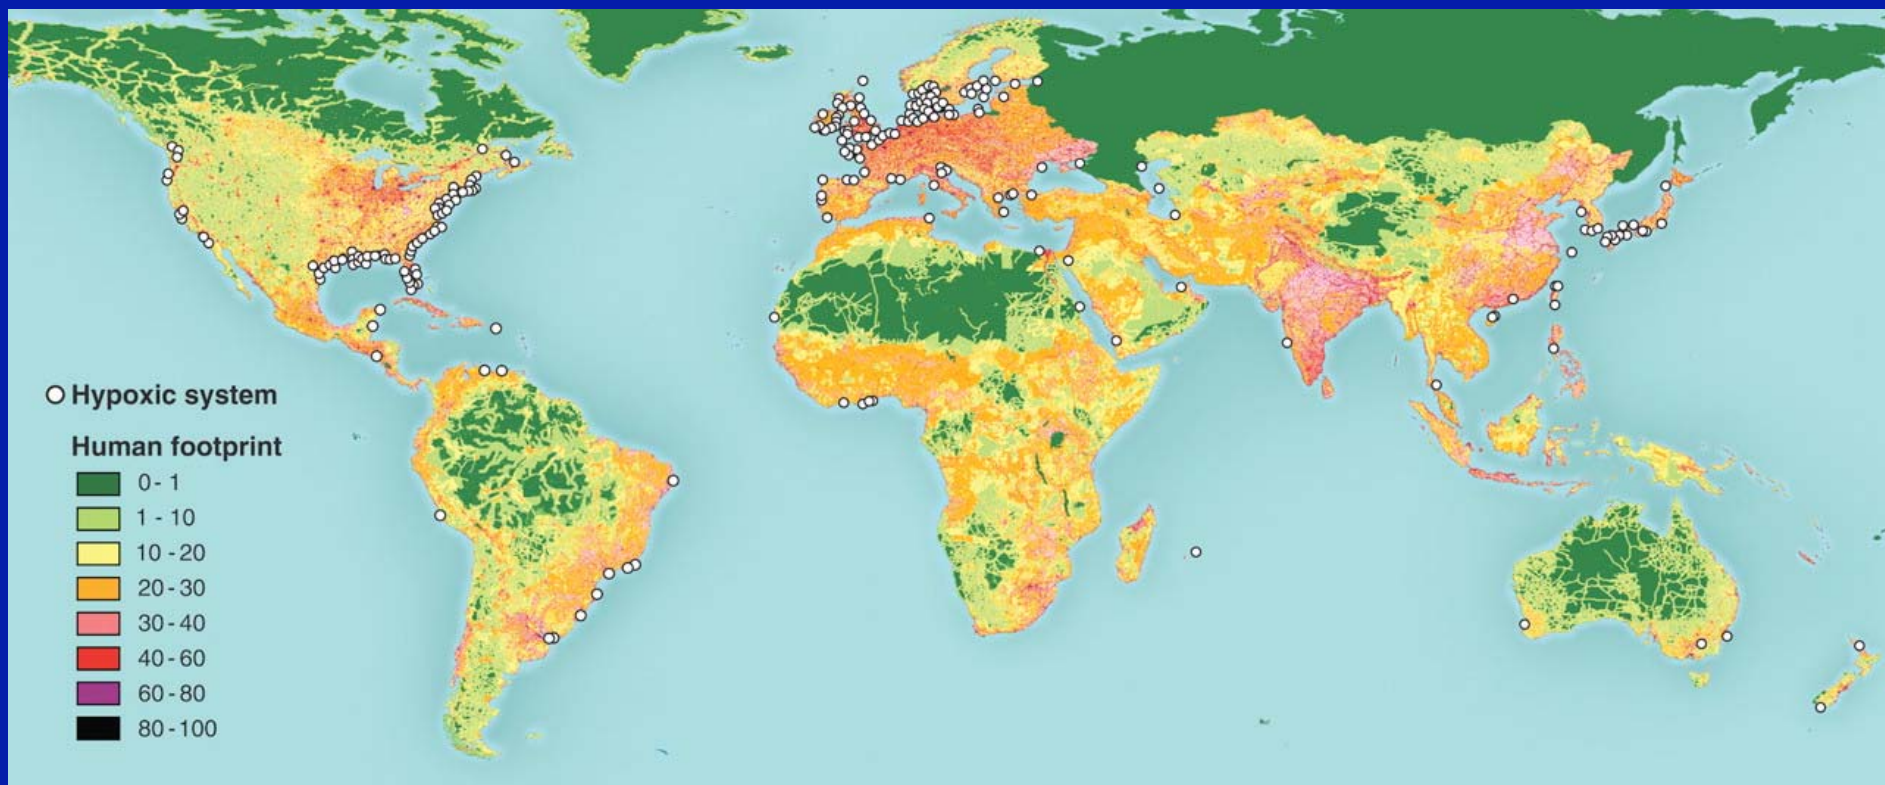 Hypoxic system
Human footprint
0 - 1
1 - 10
10 - 20
20 - 30
30 - 40
40 - 60
60 - 80
80 - 100